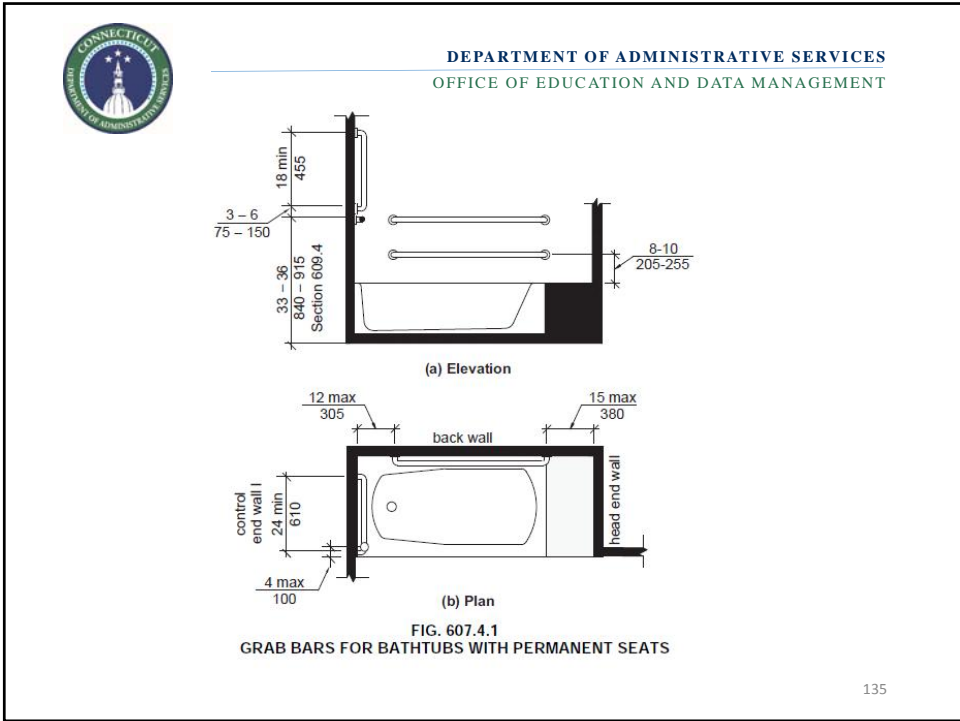 CONNECTICUT
DEPARTMENT OF ADMINISTRATIVE SERVICES
DEPARTMENT OF ADMINISTRATIVE SERVICES
OFFICE OF EDUCATION AND DATA MANAGEMENT
18 min
455
3 – 6
75 – 150
33 – 36
840 – 915
Section 609.4
8-10
205-255
(a) Elevation
12 max
305
15 max
380
back wall
control
end wall l
24 min
610
head end wall
4 max
100
(b) Plan
FIG. 607.4.1
GRAB BARS FOR BATHTUBS WITH PERMANENT SEATS
135